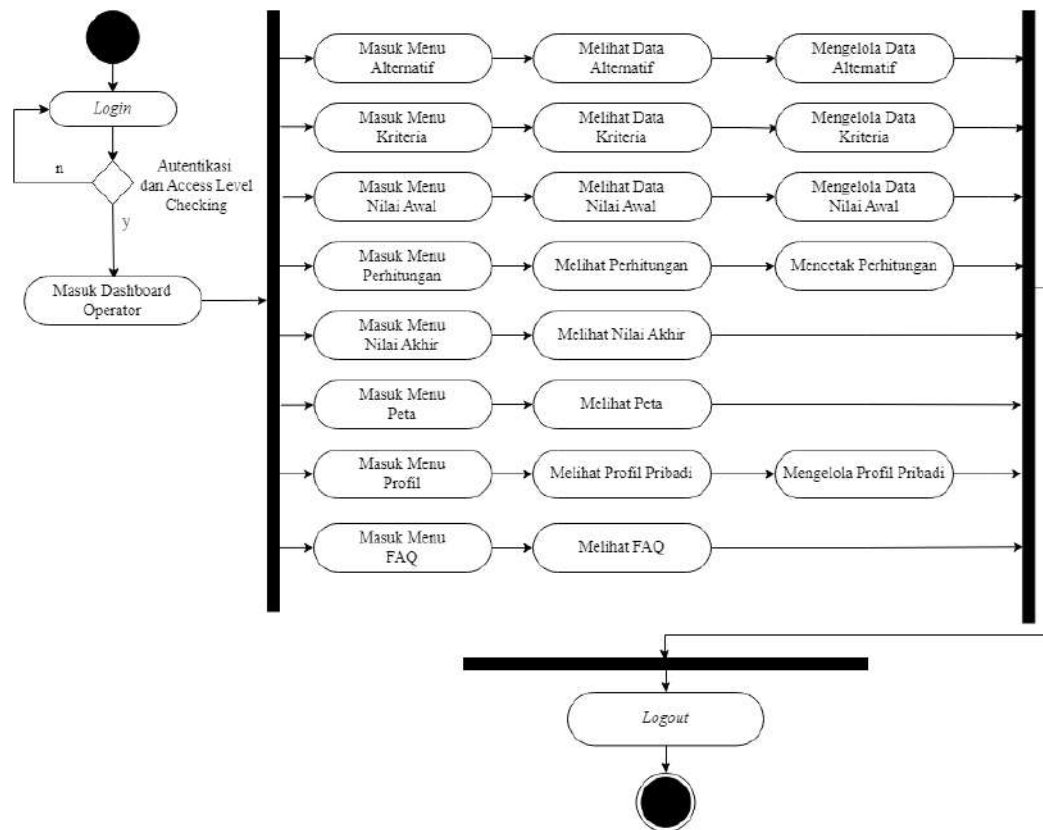 Login
n
Autentikasi
dan Access Level
Checking
y
Masuk Dashboard
Operator
Masuk Menu
Alternatif
Melihat Data
Alternatif
Mengelola Data
Alternatif
Masuk Menu
Kriteria
Melihat Data
Kriteria
Mengelola Data
Kriteria
Masuk Menu
Nilai Awal
Melihat Data
Nilai Awal
Mengelola Data
Nilai Awal
Masuk Menu
Perhitungan
Melihat Perhitungan
Mencetak Perhitungan
Masuk Menu
Nilai Akhir
Melihat Nilai Akhir
Masuk Menu
Peta
Melihat Peta
Masuk Menu
Profil
Melihat Profil Pribadi
Mengelola Profil Pribadi
Masuk Menu
FAQ
Melihat FAQ
Logout